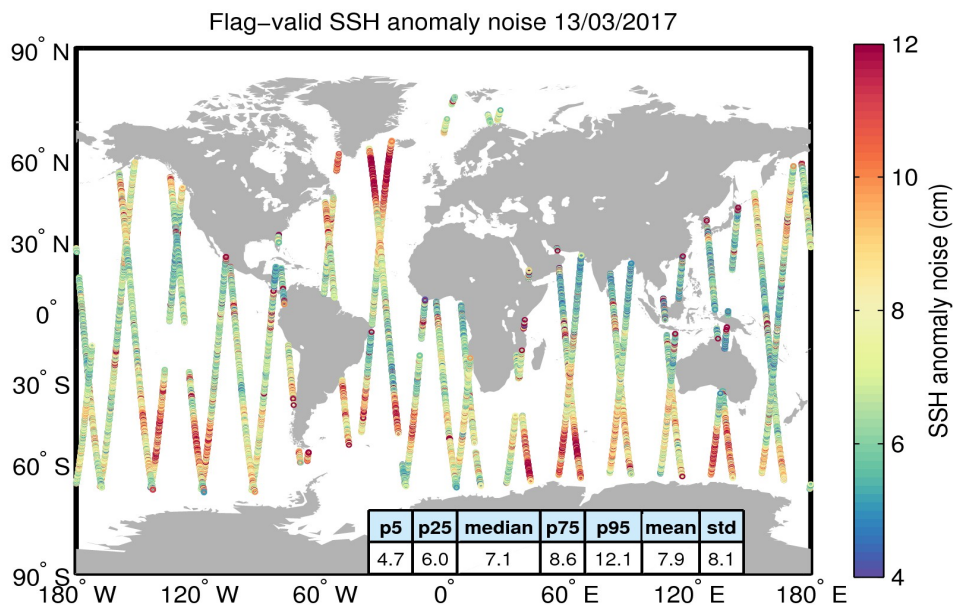 Flag−valid SSH anomaly noise 13/03/2017
90° N
60° N
30° N
0°
30° S
60° S
90° S
180° W
120° W
60° W
0°
60° E
120° E
180° E
p5 p25 median p75 p95 mean std
4.7 6.0 7.1 8.6 12.1 7.9 8.1
12
10
8
6
4
SSH anomaly noise (cm)